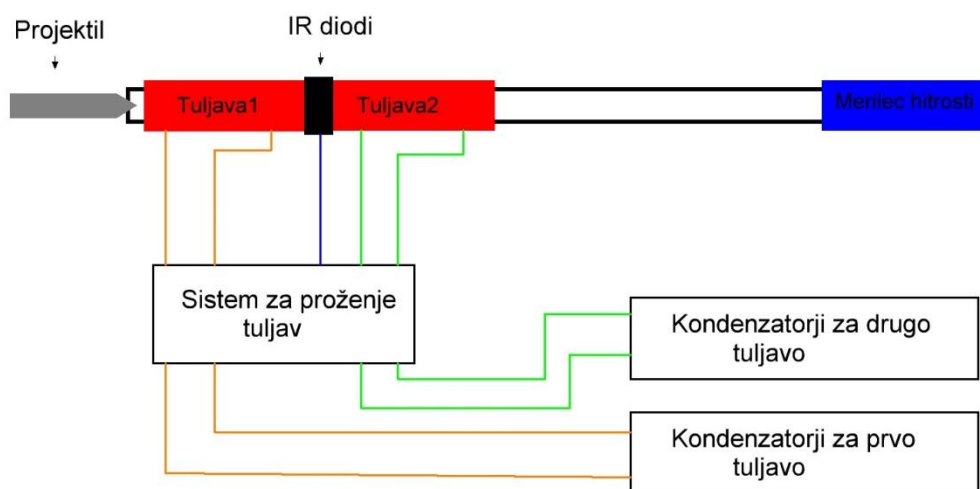 Projektil
IR diodi
Tuljava1
Tuljava2
Merilec hitrosti
Sistem za proženje
tuljav
Kondenzatorji za drugo
tuljavo
Kondenzatorji za prvo
tuljavo